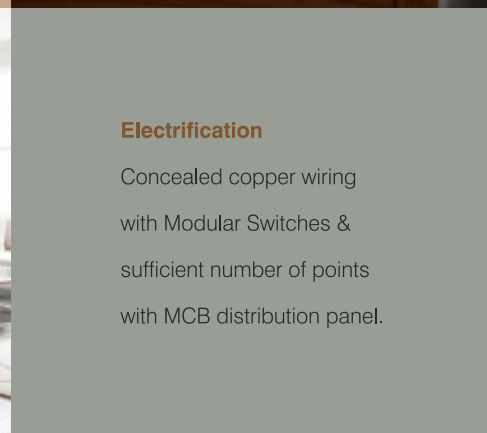 Electrification
Concealed copper wiring
with Modular Switches &
sufficient number of points
with MCB distribution panel.